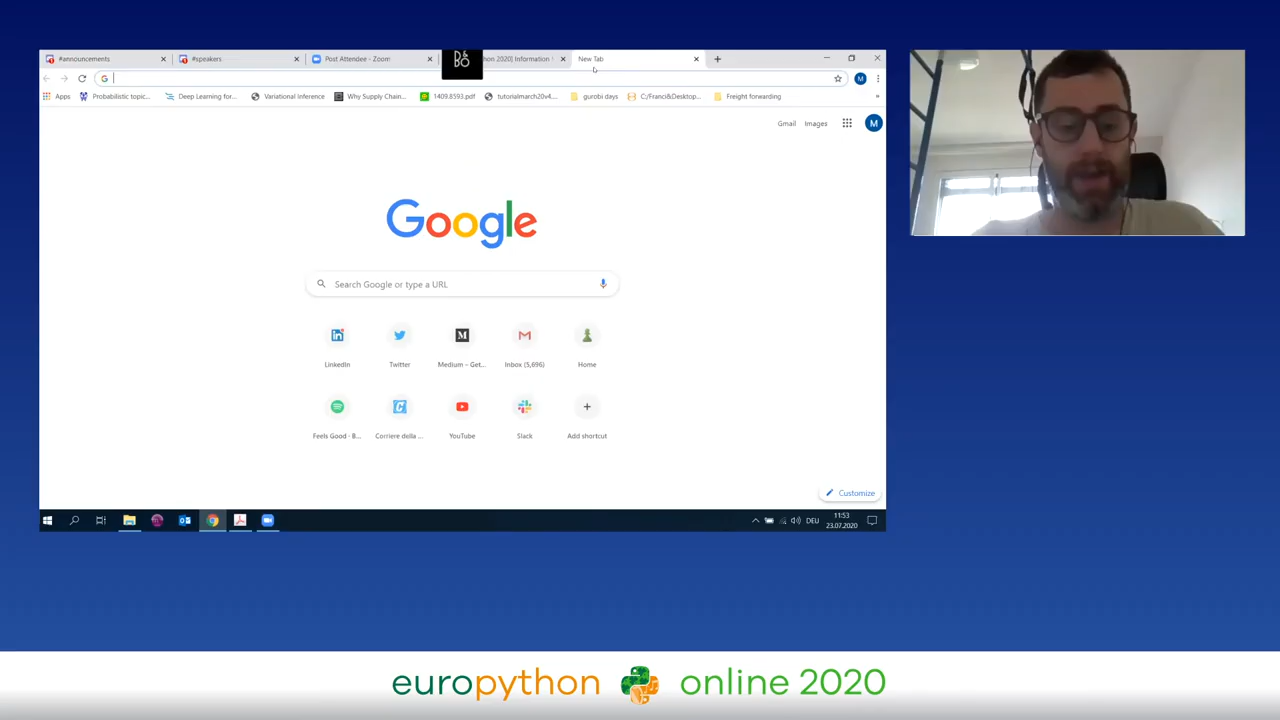 #announcements
#speakers
Post Attendee - Zoom
D&
BO
hon 2020] Information
New Tab
Apps
Probabilistic topic...
Deep Learning for...
Variational Inference
Why Supply Chain...
1409.8593.pdf
tutorialmarch20v4....
gurobi days
C:/Franci&Desktop...
Freight forwarding
»
Gmail
Images
M
Google
Search Google or type a URL
LinkedIn
Twitter
Medium – Get...
Inbox (5,696)
Home
Feels Good - B...
Corriere della ...
YouTube
Slack
Add shortcut
Customize
DEU
11:53
23.07.2020
europython
online 2020